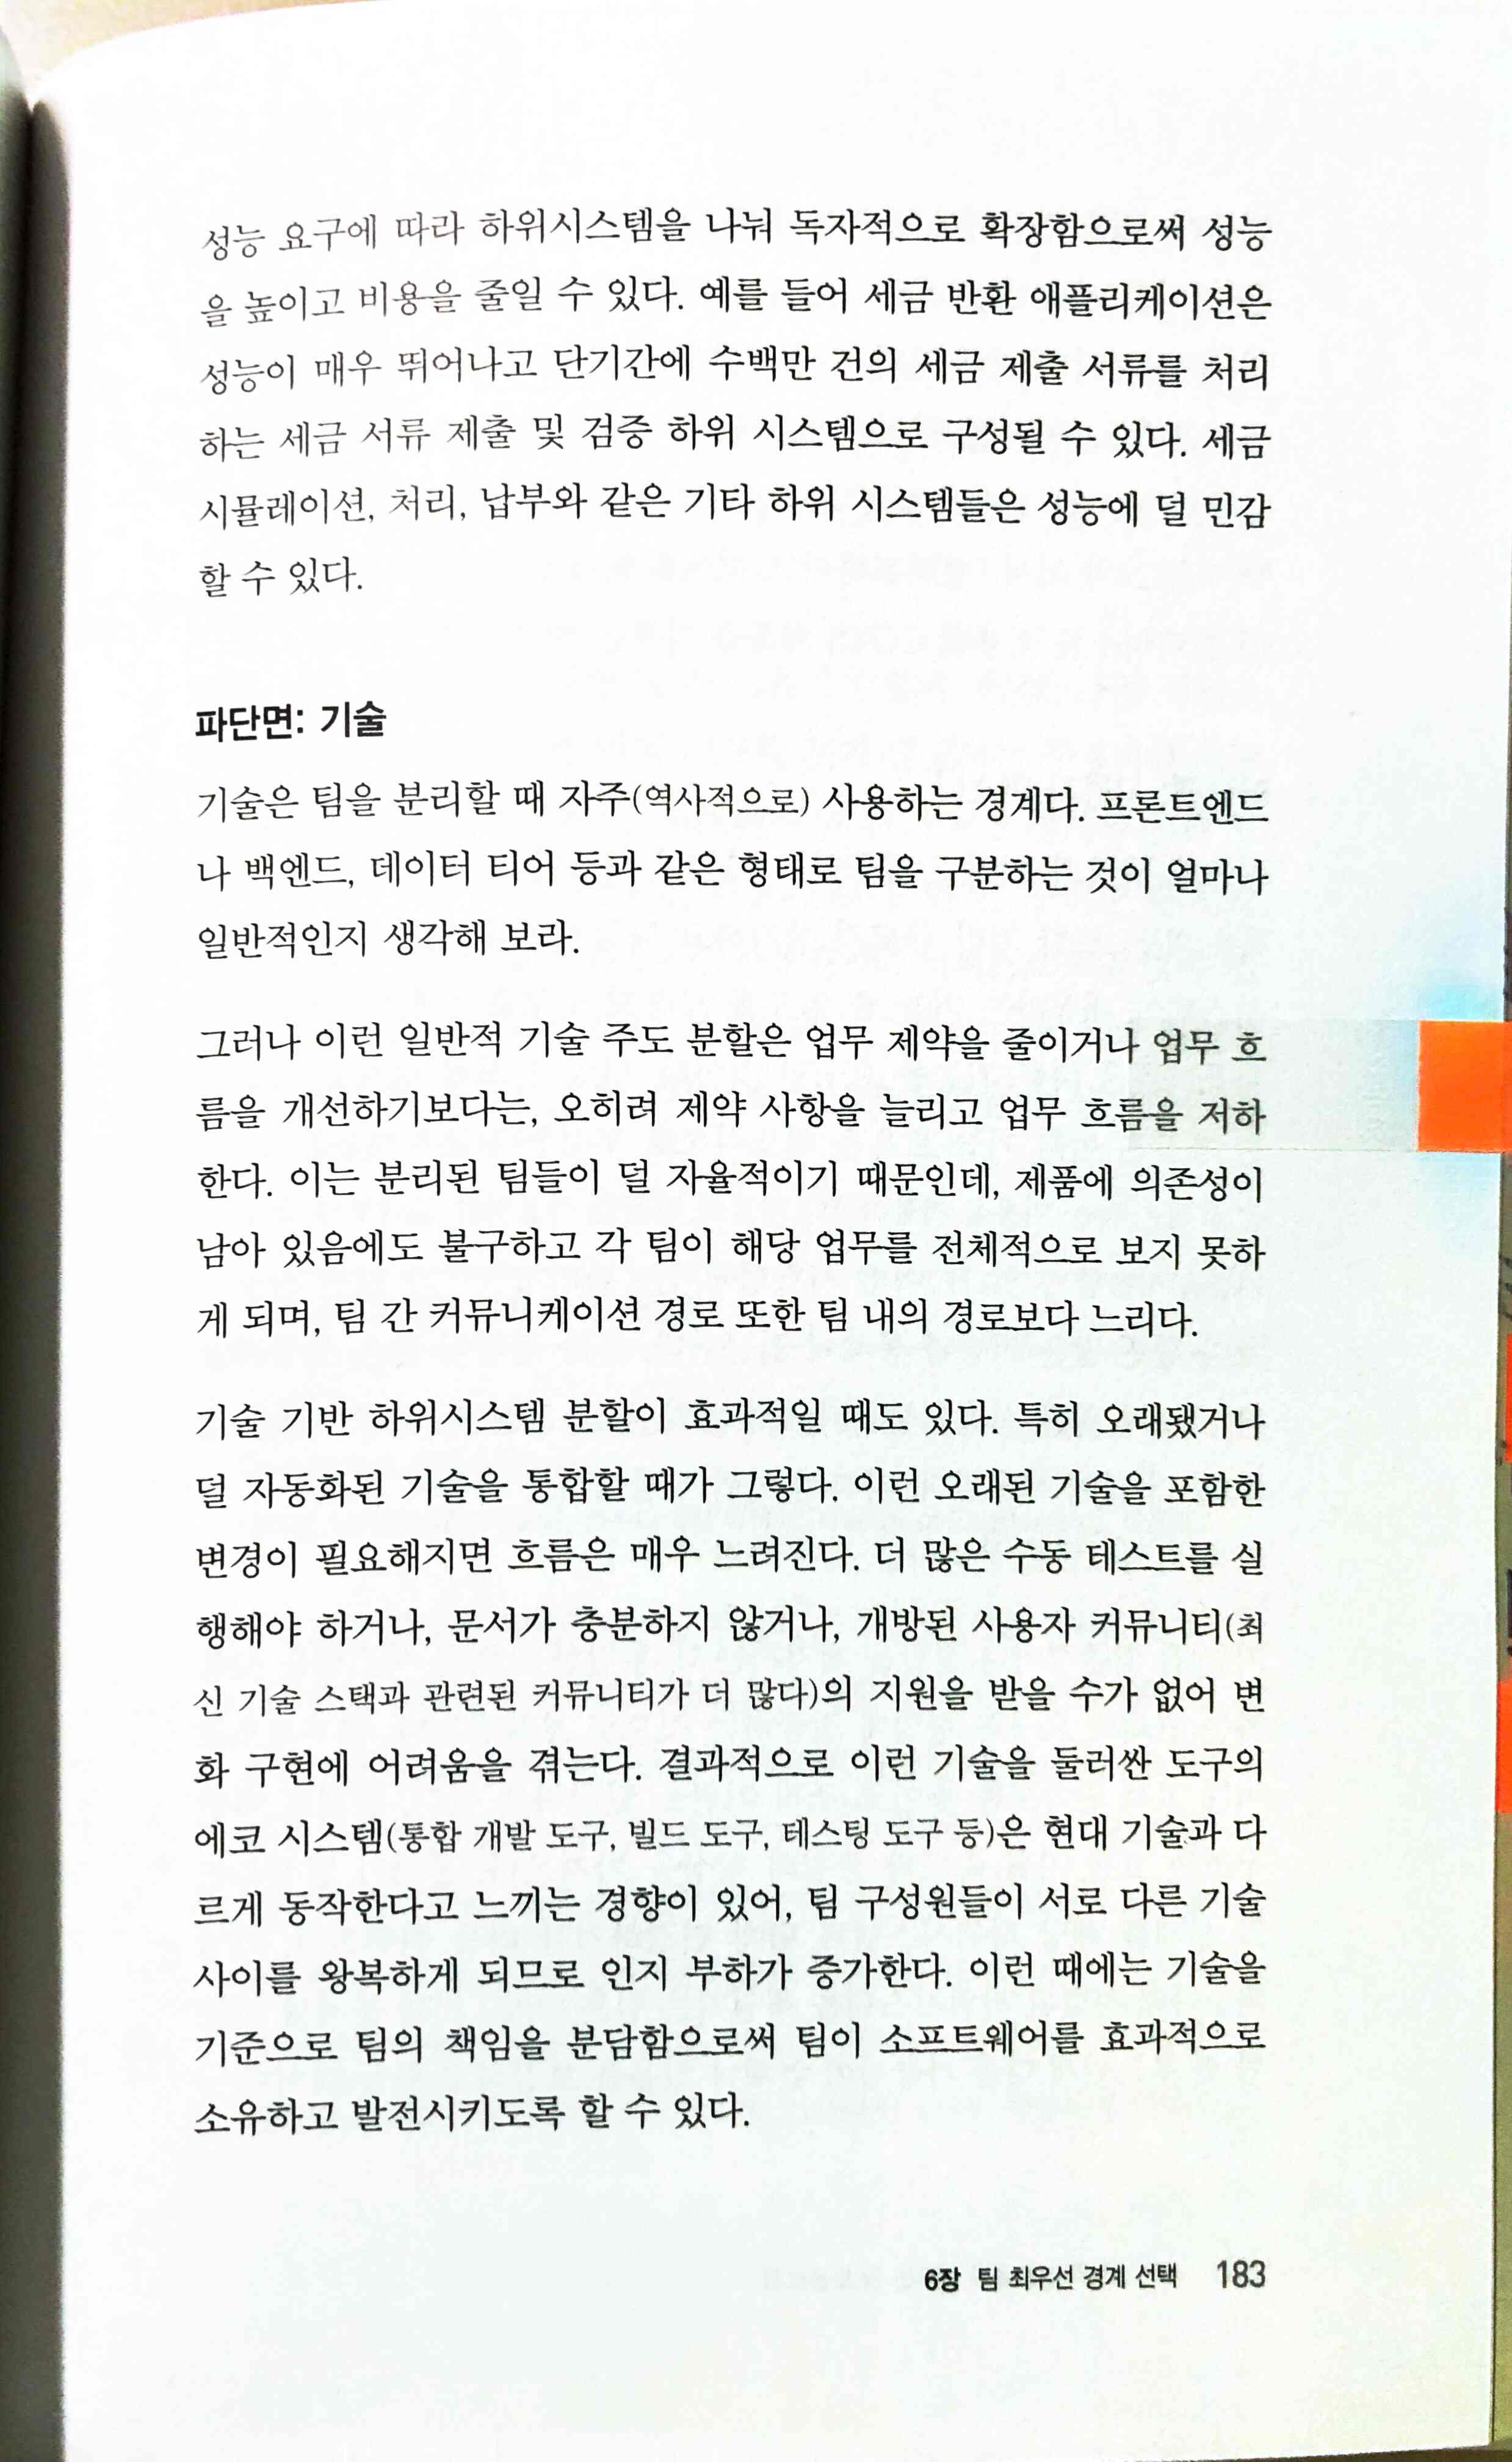 성능 요구에 따라 하위시스템을 나눠 독자적으로 확장함으로써 성능
을 높이고 비용을 줄일 수 있다. 예를 들어 세금 반환 애플리케이션은
성능이 매우 뛰어나고 단기간에 수백만 건의 세금 제출 서류를 처리
하는 세금 서류 제출 및 검증 하위 시스템으로 구성될 수 있다. 세금
시뮬레이션, 처리, 납부와 같은 기타 하위 시스템들은 성능에 덜 민감
할 수 있다.
파단면: 기술
기술은 팀을 분리할 때 자주(역사적으로) 사용하는 경계다. 프론트엔드
나 백엔드, 데이터 티어 등과 같은 형태로 팀을 구분하는 것이 얼마나
일반적인지 생각해 보라.
그러나 이런 일반적 기술 주도 분할은 업무 제약을 줄이거나 업무 흐
름을 개선하기보다는, 오히려 제약 사항을 늘리고 업무 흐름을 저하
한다. 이는 분리된 팀들이 덜 자율적이기 때문인데, 제품에 의존성이
남아 있음에도 불구하고 각 팀이 해당 업무를 전체적으로 보지 못하
게 되며, 팀 간 커뮤니케이션 경로 또한 팀 내의 경로보다 느리다.
기술 기반 하위시스템 분할이 효과적일 때도 있다. 특히 오래됐거나
덜 자동화된 기술을 통합할 때가 그렇다. 이런 오래된 기술을 포함한
변경이 필요해지면 흐름은 매우 느려진다. 더 많은 수동 테스트를 실
행해야 하거나, 문서가 충분하지 않거나, 개방된 사용자 커뮤니티(최
신 기술 스택과 관련된 커뮤니티가 더 많다)의 지원을 받을 수가 없어 변
화 구현에 어려움을 겪는다. 결과적으로 이런 기술을 둘러싼 도구의
에코 시스템(통합 개발 도구, 빌드 도구, 테스팅 도구 등)은 현대 기술과 다
르게 동작한다고 느끼는 경향이 있어, 팀 구성원들이 서로 다른 기술
사이를 왕복하게 되므로 인지 부하가 증가한다. 이런 때에는 기술을
기준으로 팀의 책임을 분담함으로써 팀이 소프트웨어를 효과적으로
소유하고 발전시키도록 할 수 있다.
6장 팀 최우선 경계 선택 183